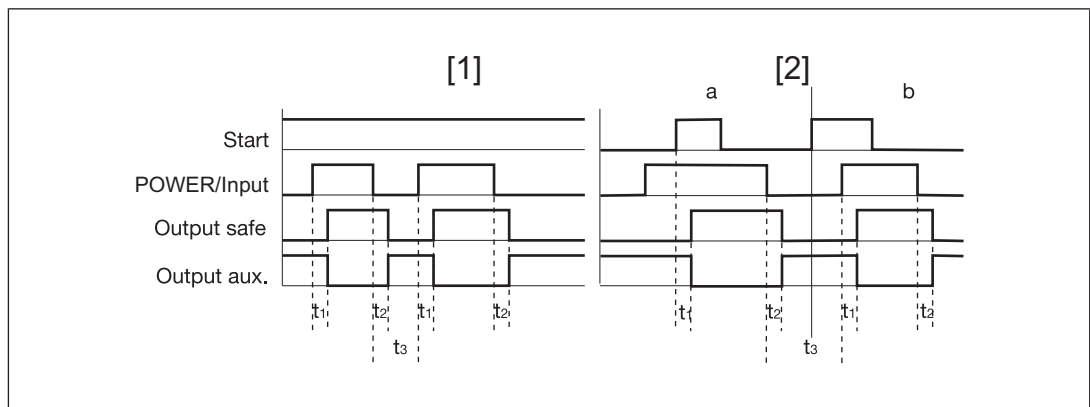 [1] [2]
a b
Start
POWER/Input
Output safe
Output aux.
t1 t2 t1 t2 t1 t2 t1 t2
t3 t3